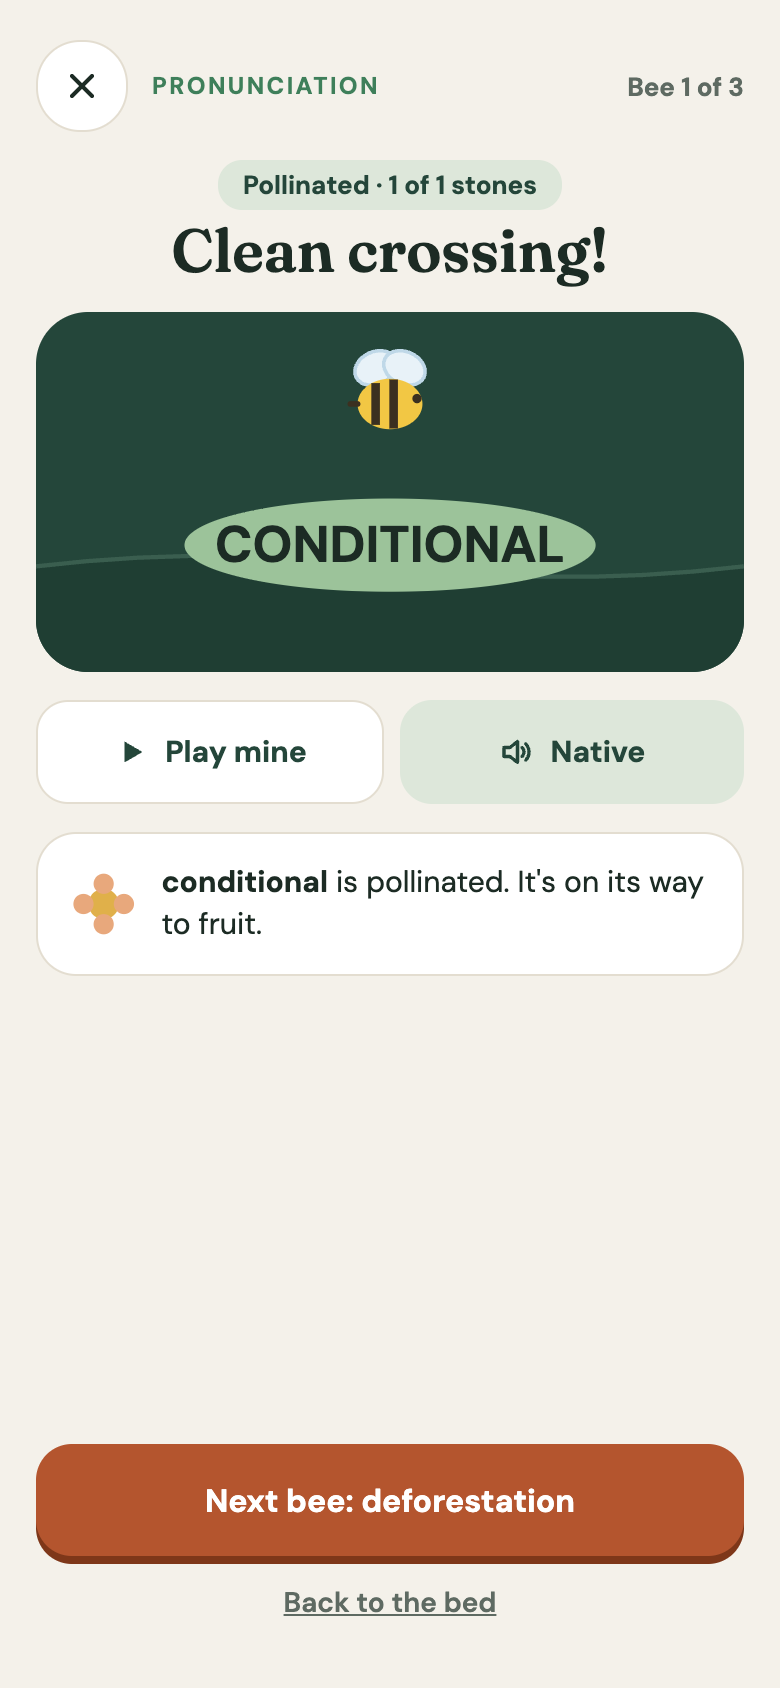 PRONUNCIATION
Bee 1 of 3
Pollinated · 1 of 1 stones
Clean crossing!
CONDITIONAL
Play mine
Native
conditional is pollinated. It's on its way
to fruit.
Next bee: deforestation
Back to the bed